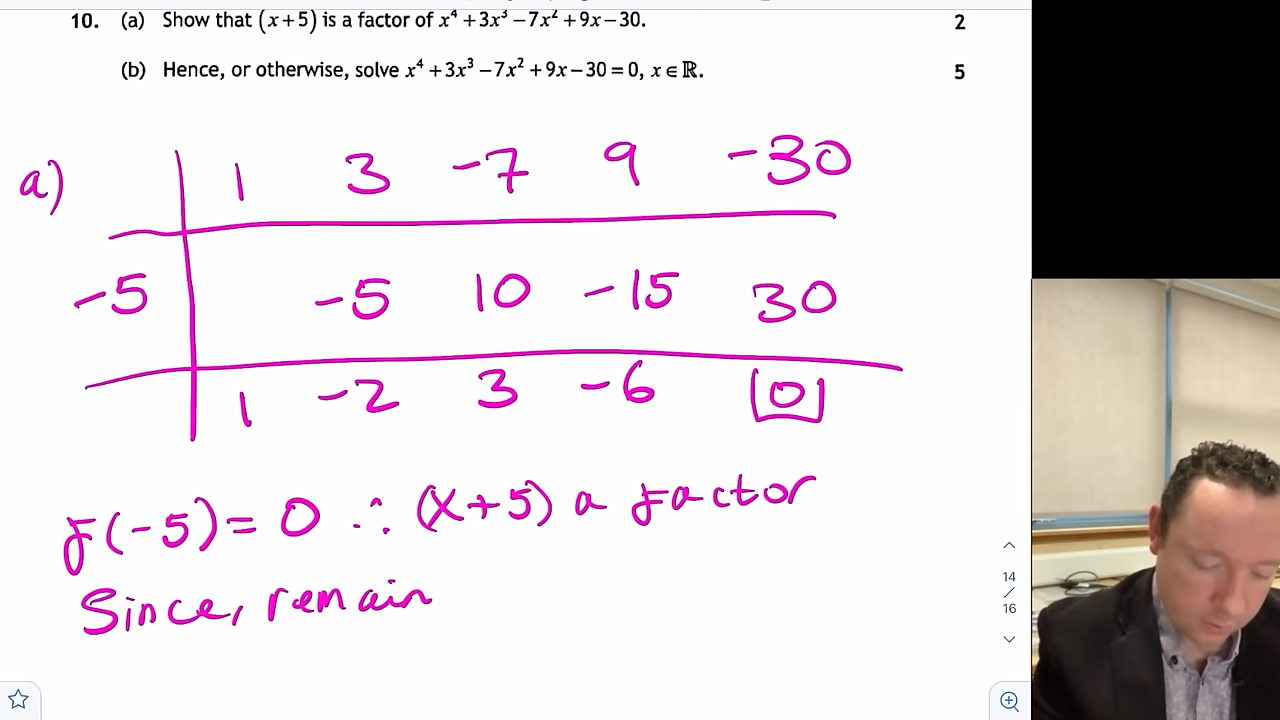 10. (a) Show that (x+5) is a factor of x⁴ + 3x³ − 7x² + 9x − 30. 2
(b) Hence, or otherwise, solve x⁴ + 3x³ − 7x² + 9x − 30 = 0, x ∈ ℝ. 5
a) 1 3 -7 9 -30
-5 -5 10 -15 30
1 -2 3 -6 0
f(-5) = 0 ∴ (x+5) a factor
Since, remain
14
/
16